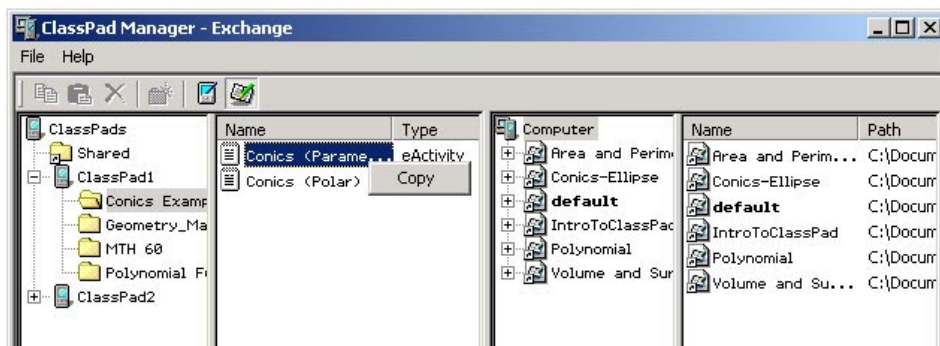 ClassPad Manager - Exchange
File Help
ClassPads
Shared
ClassPad1
Conics Examp
Geometry_Ma
MTH 60
Polynomial F
ClassPad2
Name Type
Conics (Parame... eActivity
Conics (Polar)
Copy
Computer
Area and Perim
Conics-Ellipse
default
IntroToClassPac
Polynomial
Volume and Sur
Name Path
Area and Perim... C:\Docum
Conics-Ellipse C:\Docum
default C:\Docum
IntroToClassPad C:\Docum
Polynomial C:\Docum
Volume and Su... C:\Docum